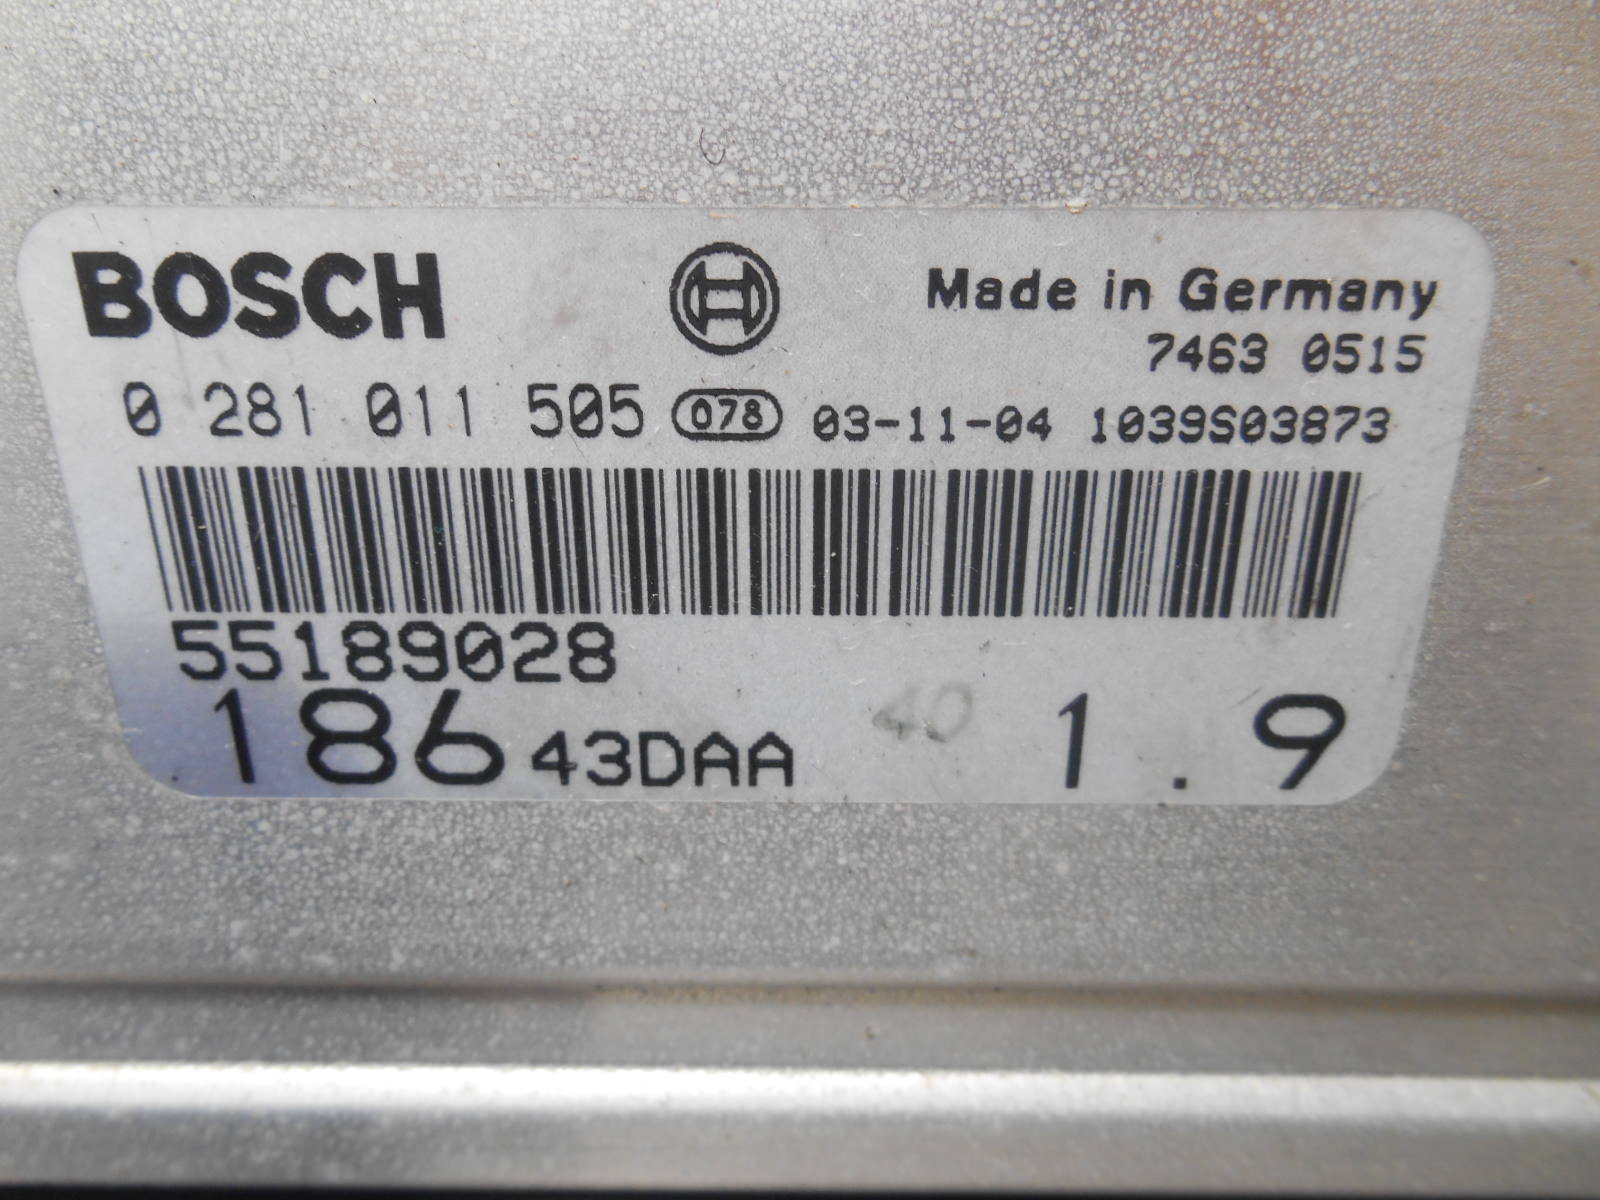 BOSCH Made in Germany
7463 0515
0 281 011 505 078 03-11-04 1039S03873
55189028
186 43DAA 40 1.9